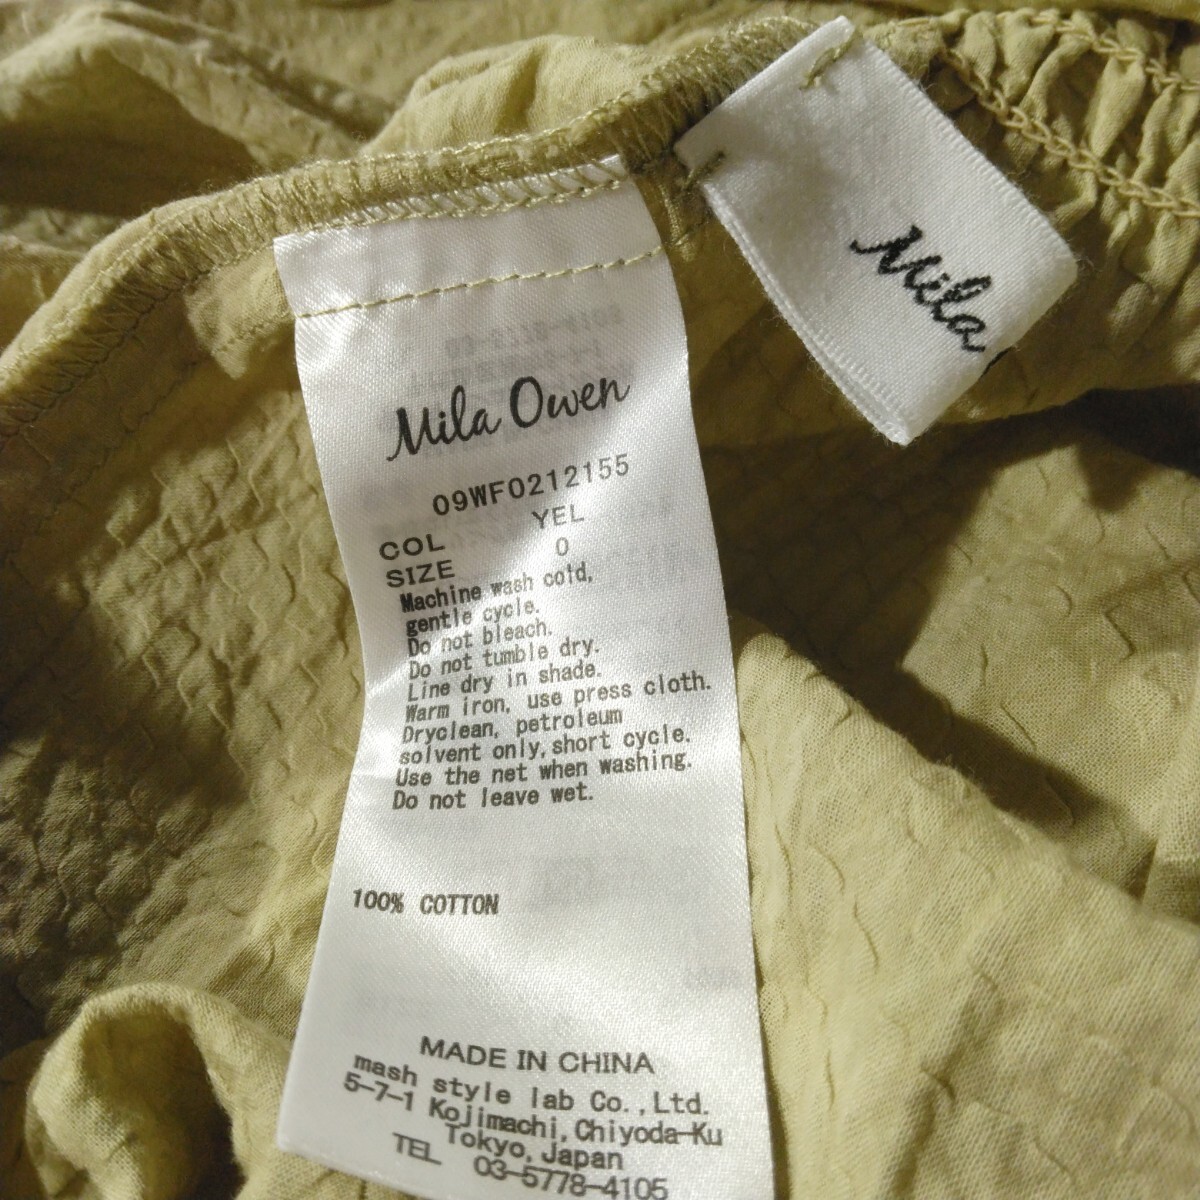 Mila
Mila Owen
09WF0212155
COL YEL
SIZE 0
Machine wash cold,
gentle cycle.
Do not bleach.
Do not tumble dry.
Line dry in shade.
Warm iron, use press cloth.
Dryclean, petroleum
solvent only, short cycle.
Use the net when washing.
Do not leave wet.
100% COTTON
MADE IN CHINA
mash style lab Co.,Ltd.
5-7-1 Kojimachi, Chiyoda-Ku
Tokyo, Japan
TEL 03-5778-4105